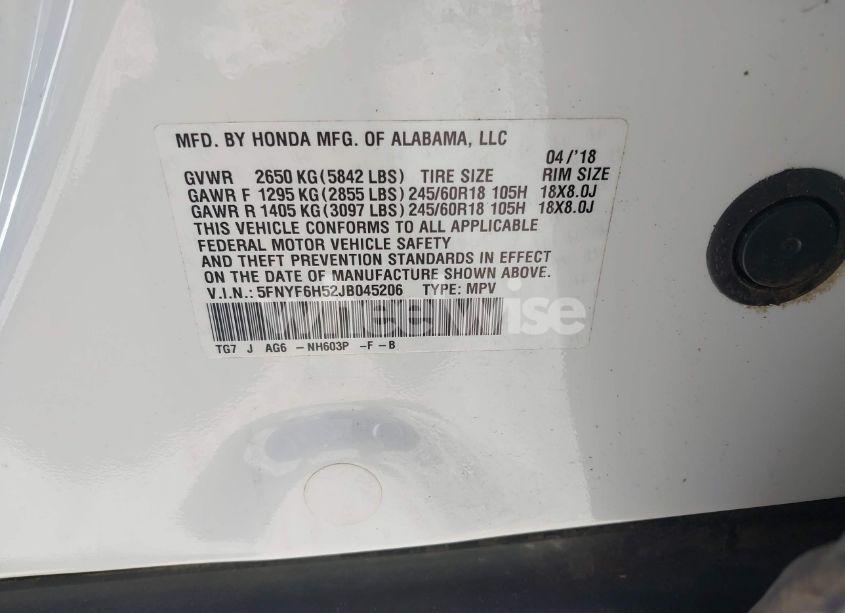 MFD. BY HONDA MFG. OF ALABAMA, LLC
04/'18
GVWR 2650 KG(5842 LBS) TIRE SIZE RIM SIZE
GAWR F 1295 KG(2855 LBS) 245/60R18 105H 18X8.0J
GAWR R 1405 KG(3097 LBS) 245/60R18 105H 18X8.0J
THIS VEHICLE CONFORMS TO ALL APPLICABLE
FEDERAL MOTOR VEHICLE SAFETY
AND THEFT PREVENTION STANDARDS IN EFFECT
ON THE DATE OF MANUFACTURE SHOWN ABOVE.
V.I.N.: 5FNYF6H52JB045206 TYPE: MPV
TG7 J AG6 -NH603P -F -B